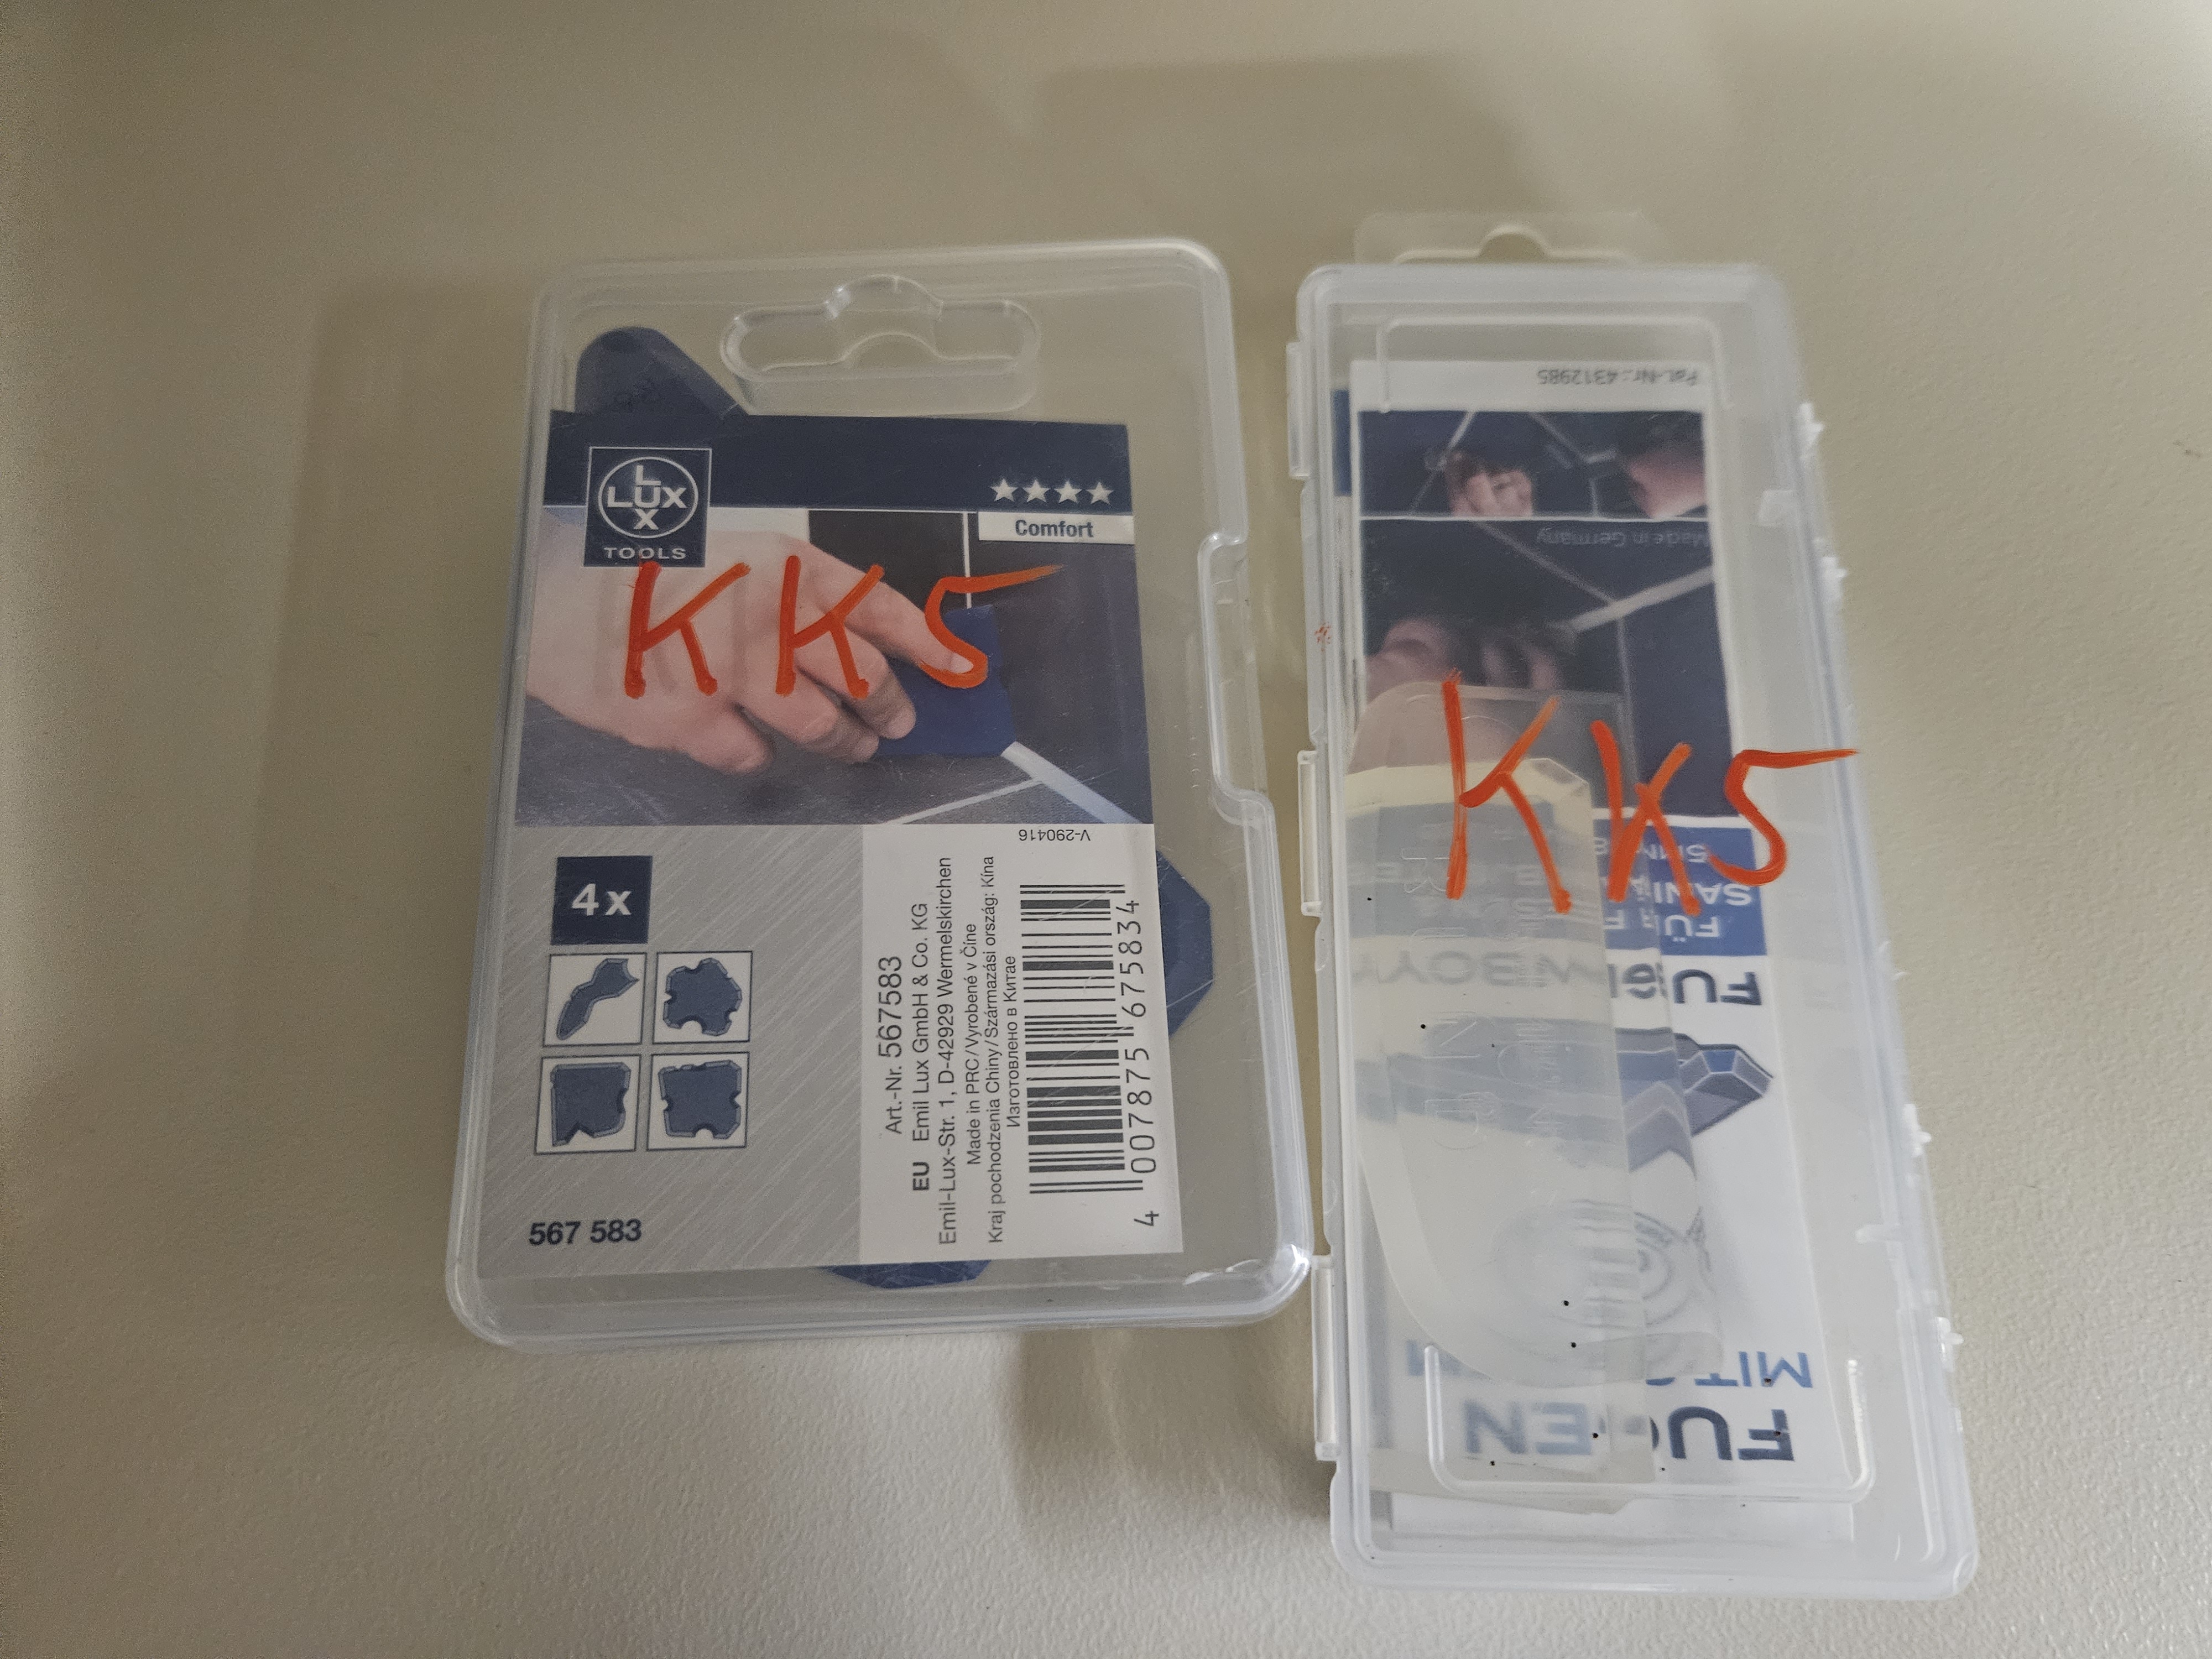 LUX
LUX
TOOLS
Comfort
KK5
4x
567 583
V-290416
Art.-Nr. 567583
EU Emil Lux GmbH & Co. KG
Emil-Lux-Str. 1, D-42929 Wermelskirchen
Made in PRC/Vyrobené v Číne
Kraj pochodzenia Chiny/Származási ország: Kína
Изготовлено в Китае
4 007875 675834
Pat.-Nr.: 4312985
Made in Germany
KK5
FÜR
MIT